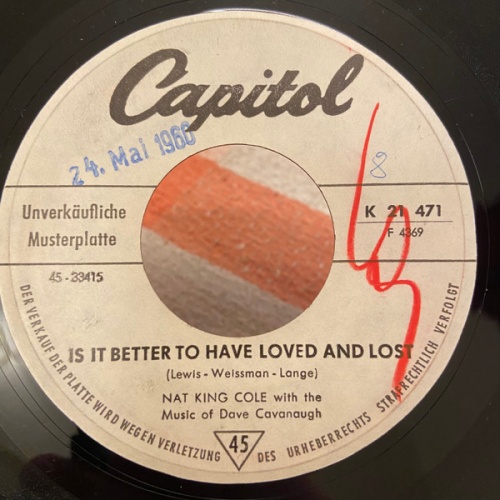 Capitol
24. Mai 1960
8
Unverkäufliche
Musterplatte
K 21 471
F 4369
45-33415
IS IT BETTER TO HAVE LOVED AND LOST
(Lewis - Weissman - Lange)
NAT KING COLE with the
Music of Dave Cavanaugh
45
DER VERKAUF DER PLATTE WIRD WEGEN VERLETZUNG DES URHEBERRECHTS STRAFRECHTLICH VERFOLGT